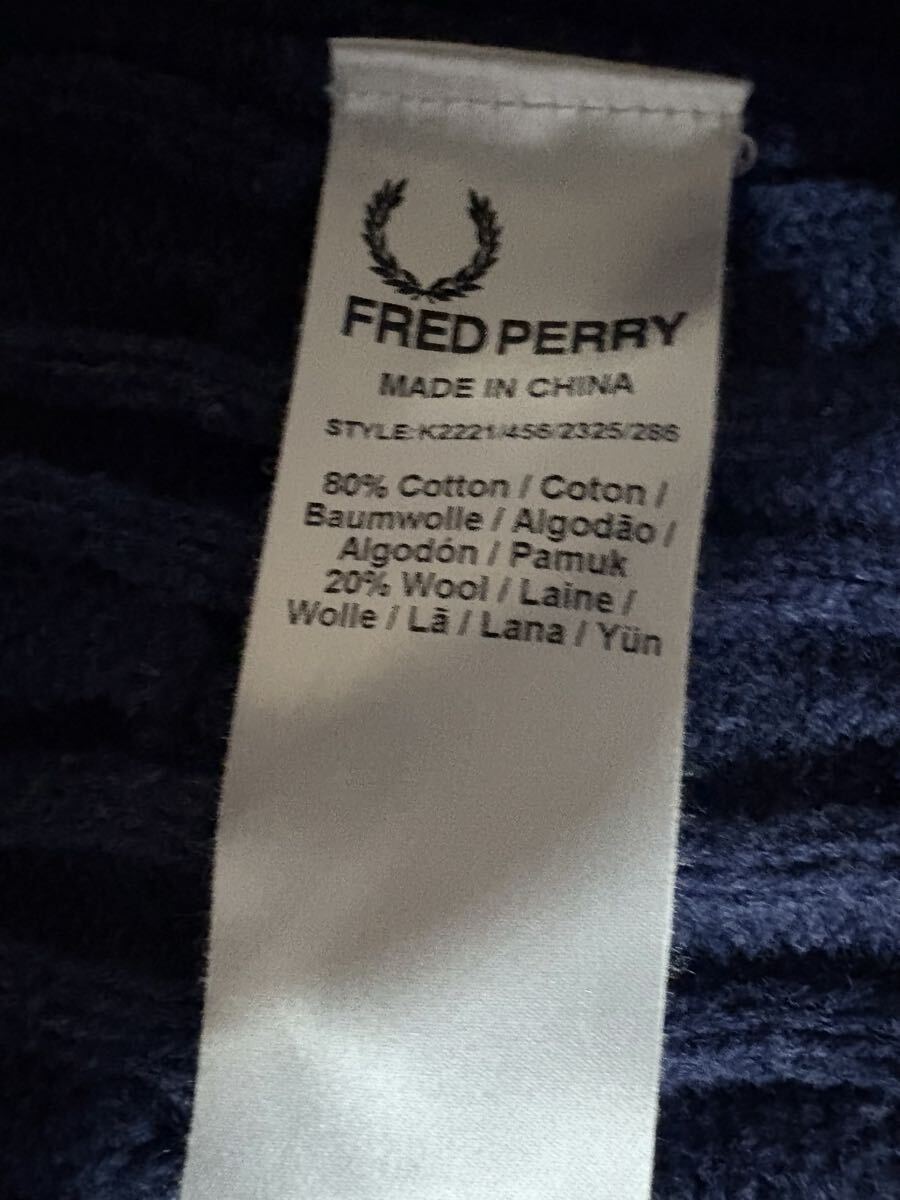 FRED PERRY
MADE IN CHINA
STYLE:K2221/456/2325/286
80% Cotton / Coton /
Baumwolle / Algodão /
Algodón / Pamuk
20% Wool / Laine /
Wolle / Lã / Lana / Yün